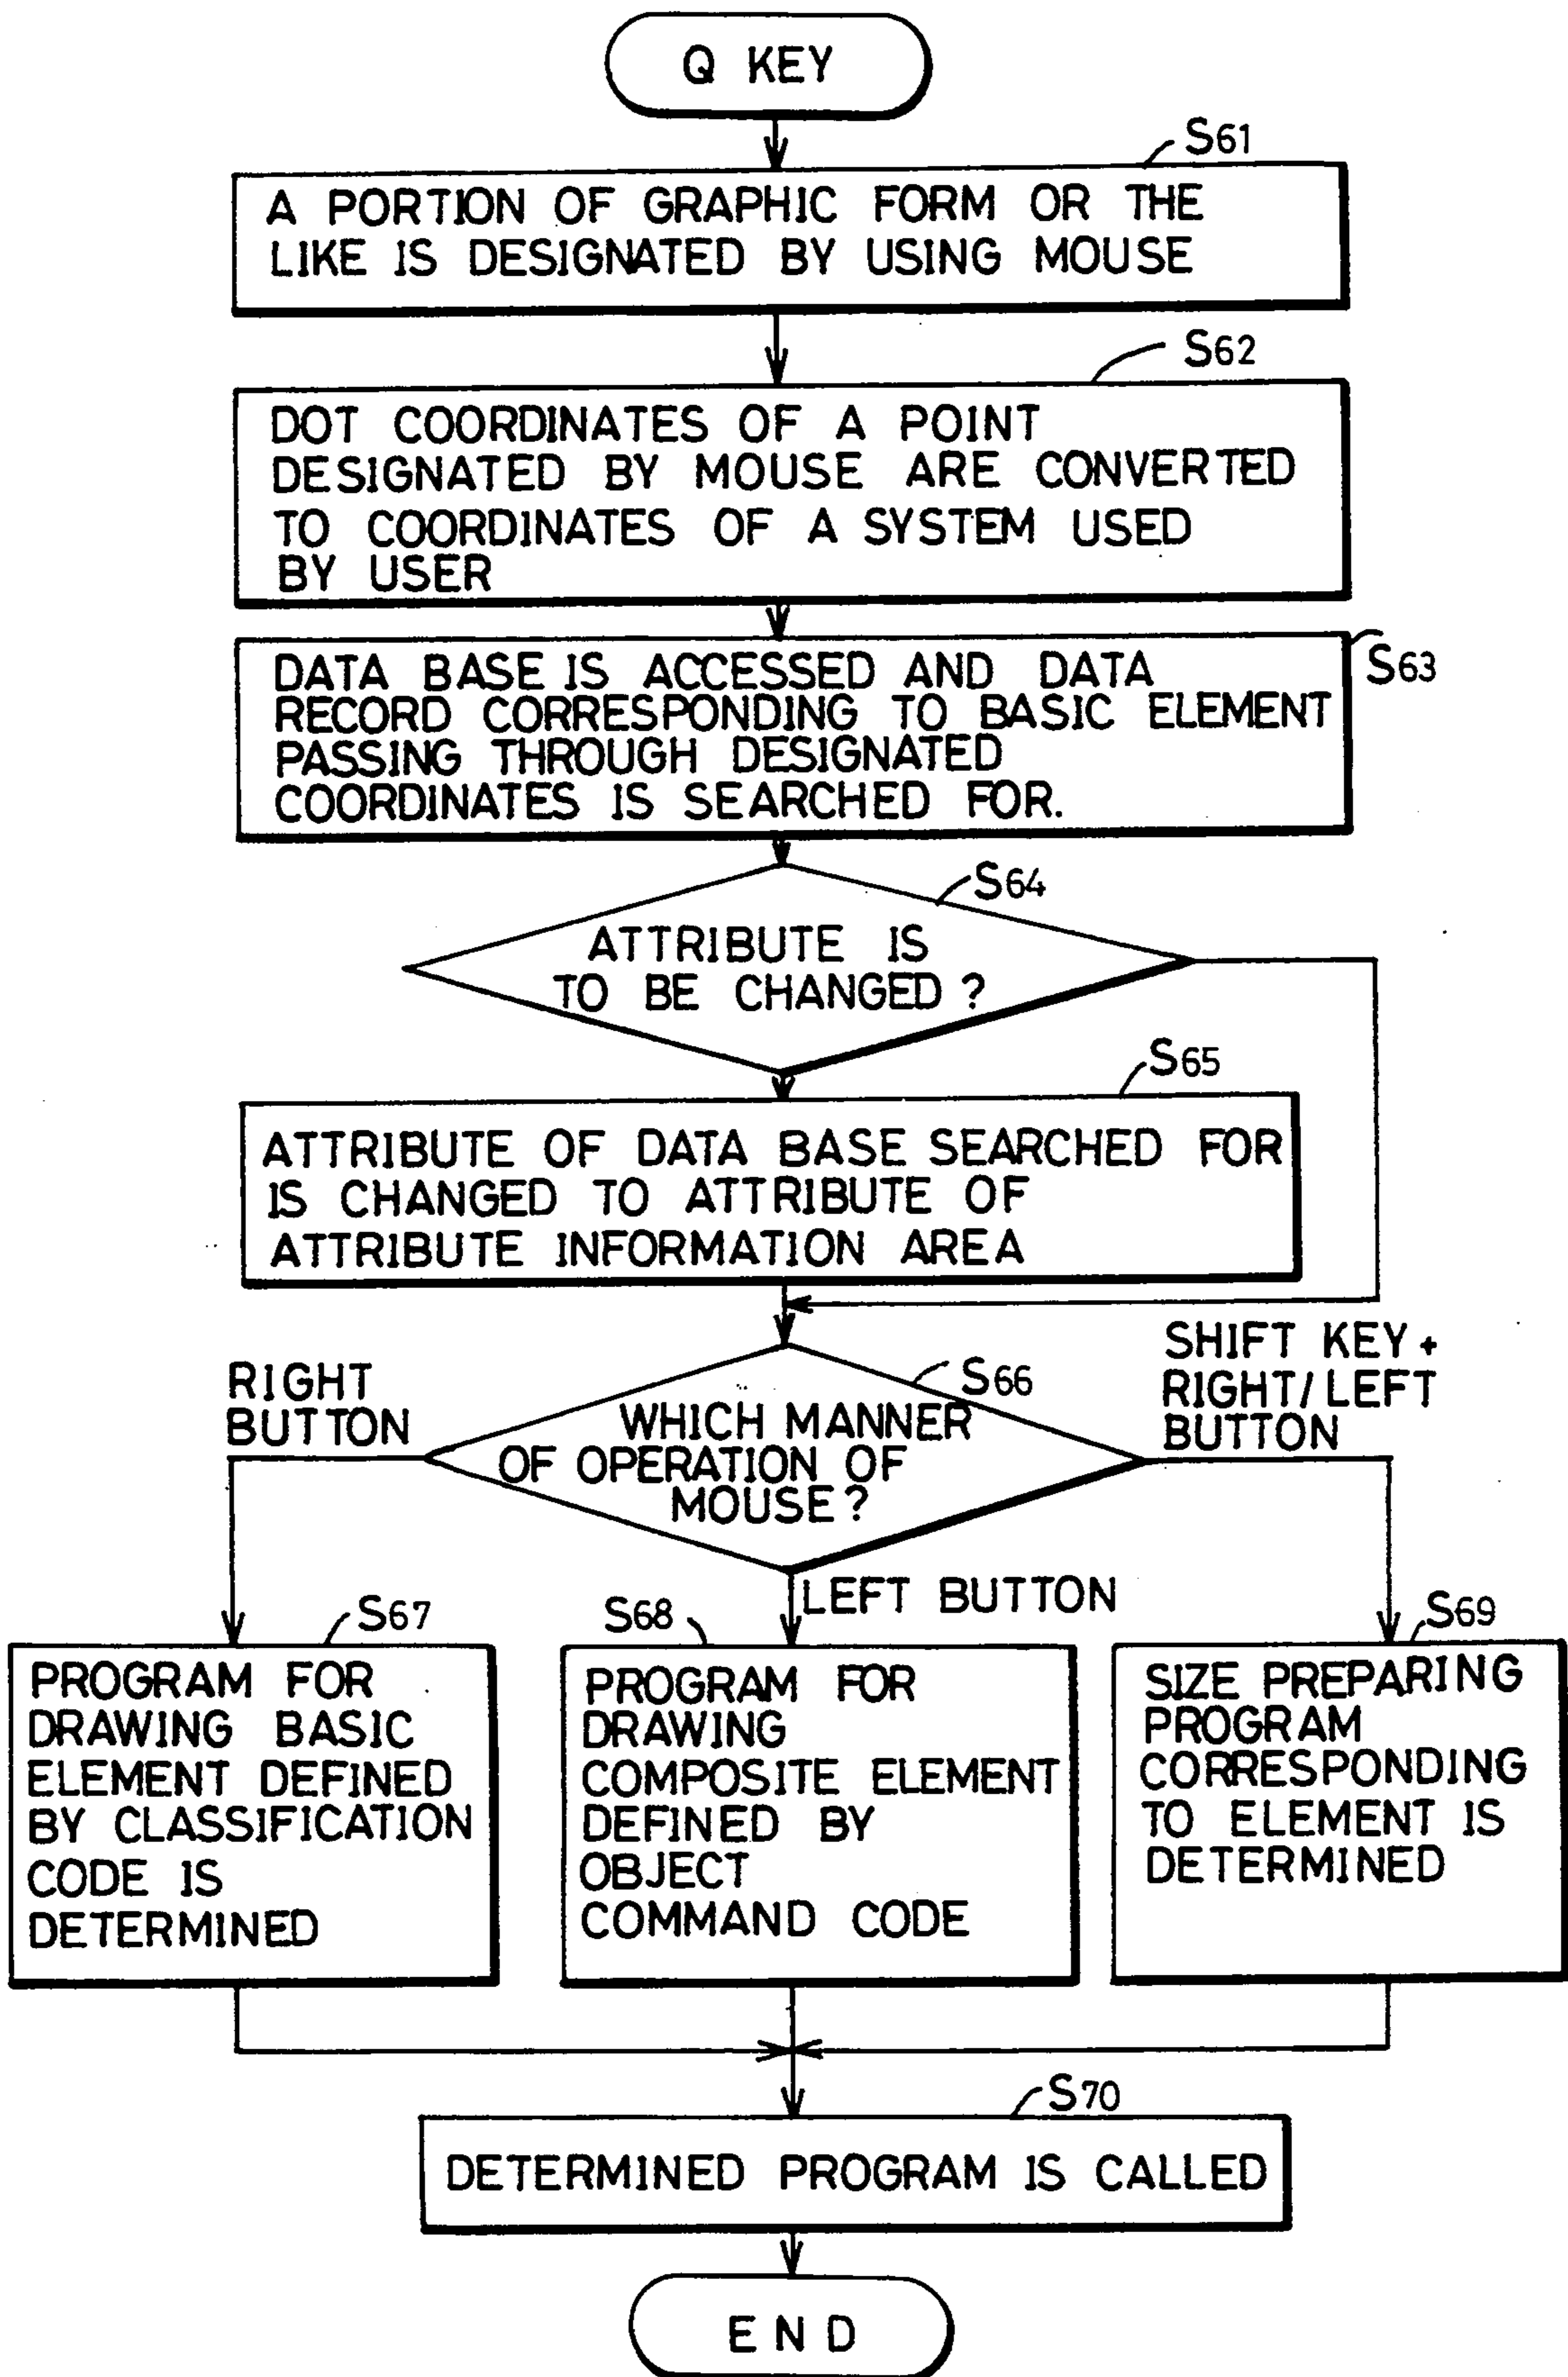 Q KEY
S61
A PORTION OF GRAPHIC FORM OR THE
LIKE IS DESIGNATED BY USING MOUSE
S62
DOT COORDINATES OF A POINT
DESIGNATED BY MOUSE ARE CONVERTED
TO COORDINATES OF A SYSTEM USED
BY USER
S63
DATA BASE IS ACCESSED AND DATA
RECORD CORRESPONDING TO BASIC ELEMENT
PASSING THROUGH DESIGNATED
COORDINATES IS SEARCHED FOR.
S64
ATTRIBUTE IS
TO BE CHANGED ?
S65
ATTRIBUTE OF DATA BASE SEARCHED FOR
IS CHANGED TO ATTRIBUTE OF
ATTRIBUTE INFORMATION AREA
S66
WHICH MANNER
OF OPERATION OF
MOUSE?
RIGHT
BUTTON
LEFT BUTTON
SHIFT KEY +
RIGHT/LEFT
BUTTON
S67
PROGRAM FOR
DRAWING BASIC
ELEMENT DEFINED
BY CLASSIFICATION
CODE IS
DETERMINED
S68
PROGRAM FOR
DRAWING
COMPOSITE ELEMENT
DEFINED BY
OBJECT
COMMAND CODE
S69
SIZE PREPARING
PROGRAM
CORRESPONDING
TO ELEMENT IS
DETERMINED
S70
DETERMINED PROGRAM IS CALLED
END